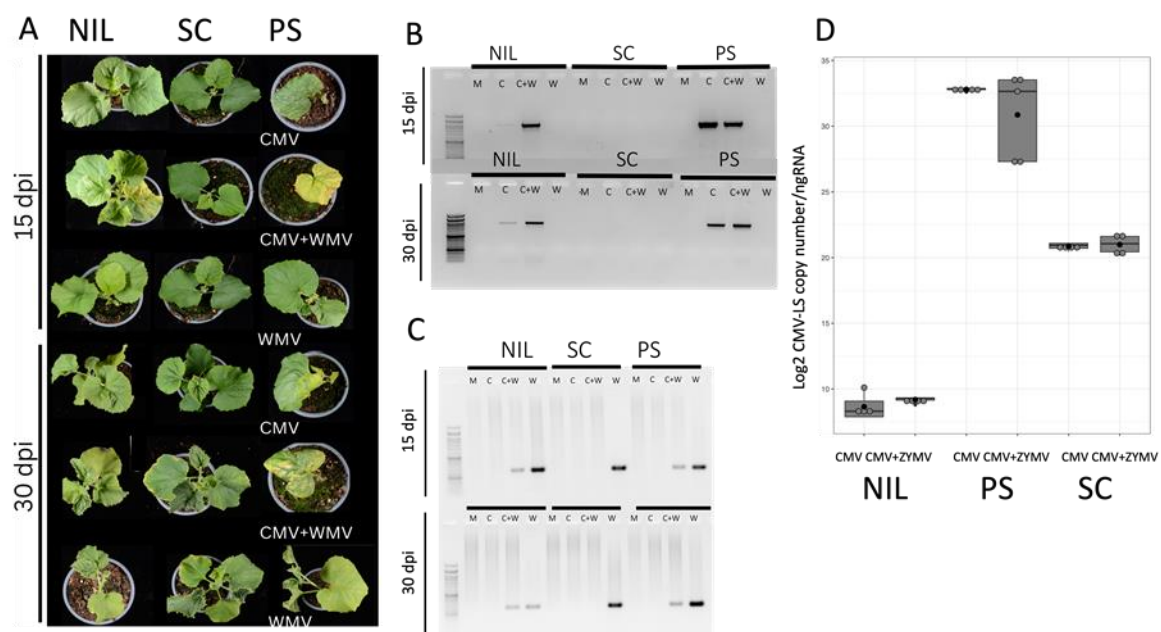 A
NIL SC PS
15 dpi
CMV
CMV+WMV
WMV
30 dpi
CMV
CMV+WMV
WMV
B
NIL SC PS
15 dpi
M C C+W W M C C+W W M C C+W W
NIL SC PS
30 dpi
M C C+W W M C C+W W M C C+W W
C
NIL SC PS
15 dpi
M C C+W W M C C+W W M C C+W W
30 dpi
M C C+W W M C C+W W M C C+W W
D
Log2 CMV-LS copy number/ngRNA
35
30
25
20
15
10
CMV CMV+ZYMV CMV CMV+ZYMV CMV CMV+ZYMV
NIL PS SC